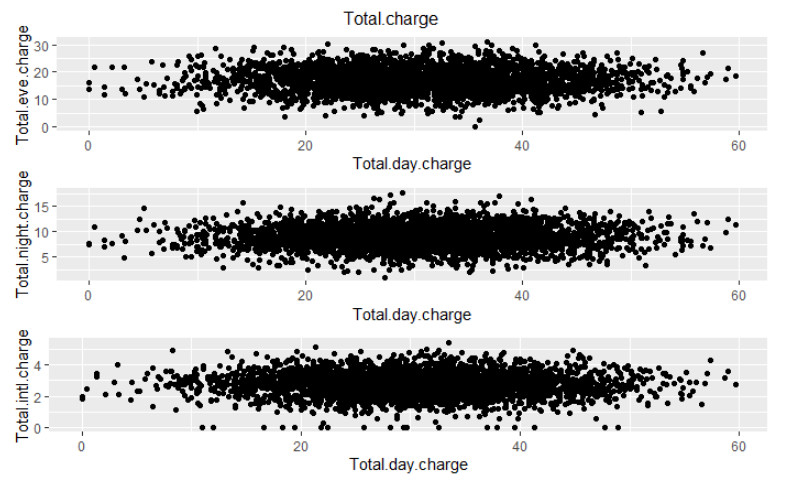 Total.charge
Total.eve.charge
30
20
10
0
0 20 40 60
Total.day.charge
Total.night.charge
15
10
5
0 20 40 60
Total.day.charge
Total.intl.charge
4
2
0
0 20 40 60
Total.day.charge